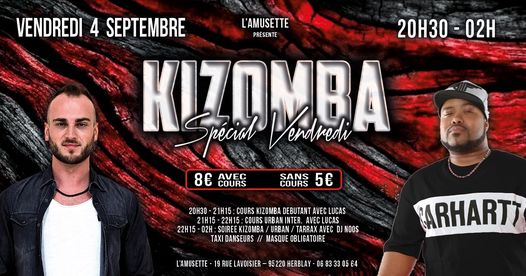 VENDREDI 4 SEPTEMBRE
L'AMUSETTE
PRÉSENTE
20H30 - 02H
KIZOMBA
Spécial Vendredi
8€ AVEC COURS SANS COURS 5€
20H30 - 21H15 : COURS KIZOMBA DEBUTANT AVEC LUCAS
21H15 - 22H15 : COURS URBAN INTER. AVEC LUCAS
22H15 - 02H : SOIREE KIZOMBA / URBAN / TARRAX AVEC DJ NOOS
TAXI DANSEURS // MASQUE OBLIGATOIRE
CARHARTT
L'AMUSETTE - 19 RUE LAVOISIER - 95220 HERBLAY - 06 83 33 05 64